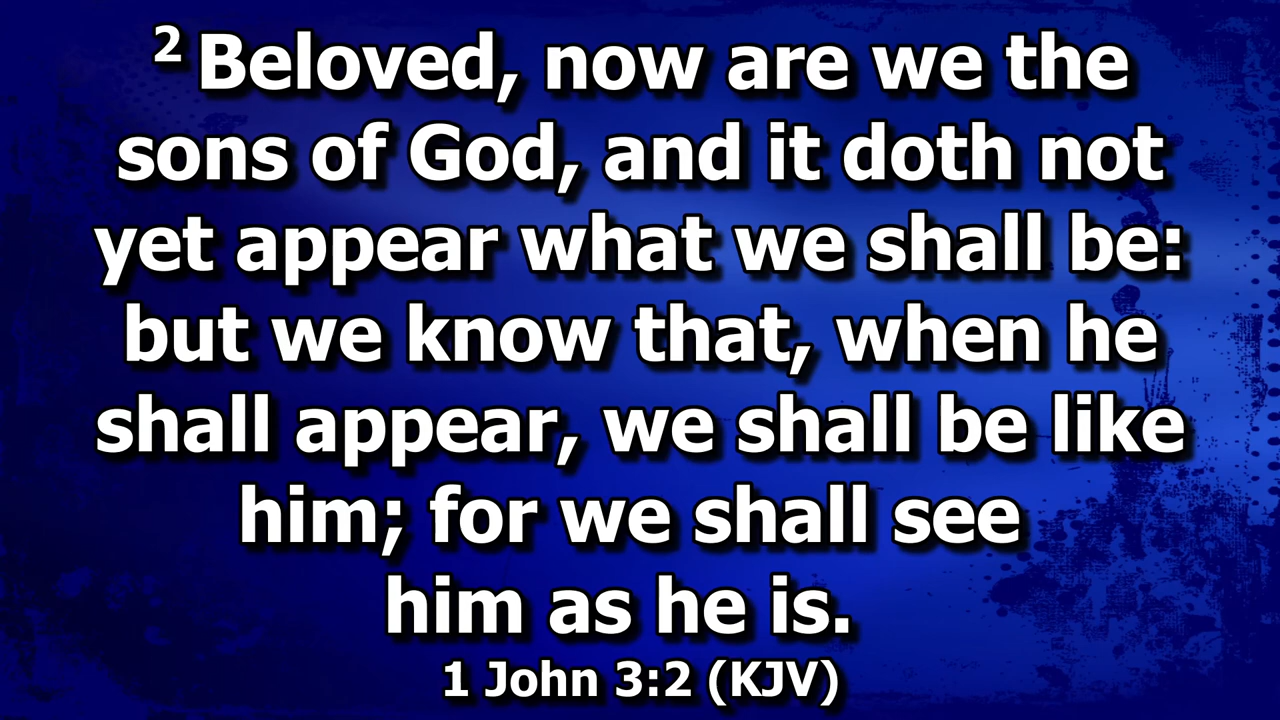 2 Beloved, now are we the
sons of God, and it doth not
yet appear what we shall be:
but we know that, when he
shall appear, we shall be like
him; for we shall see
him as he is.
1 John 3:2 (KJV)